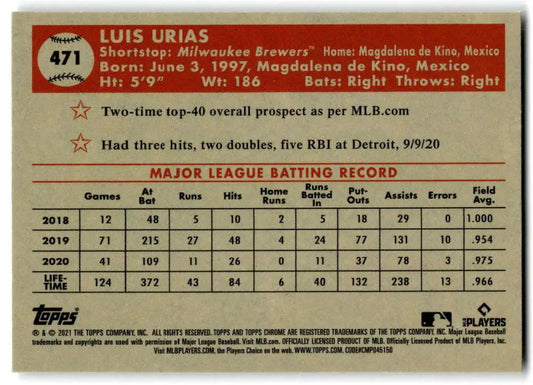 471
LUIS URIAS
Shortstop: Milwaukee Brewers™ Home: Magdalena de Kino, Mexico
Born: June 3, 1997, Magdalena de Kino, Mexico
Ht: 5'9" Wt: 186 Bats: Right Throws: Right
Two-time top-40 overall prospect as per MLB.com
Had three hits, two doubles, five RBI at Detroit, 9/9/20
MAJOR LEAGUE BATTING RECORD
Games At Bat Runs Hits Home Runs Runs Batted In Put-Outs Assists Errors Field Avg.
2018 12 48 5 10 2 5 18 29 0 1.000
2019 71 215 27 48 4 24 77 131 10 .954
2020 41 109 11 26 0 11 37 78 3 .975
LIFE-TIME 124 372 43 84 6 40 132 238 13 .966
Topps
MLB PLAYERS
® & © 2021 THE TOPPS COMPANY, INC. ALL RIGHTS RESERVED. TOPPS AND TOPPS CHROME ARE REGISTERED TRADEMARKS OF THE TOPPS COMPANY, INC. Major League Baseball
trademarks and copyrights are used with permission of Major League Baseball. Visit MLB.com. OFFICIALLY LICENSED PRODUCT OF MLB. Officially Licensed Product of MLB Players, Inc.
Visit MLBPLAYERS.com, the Players Choice on the web. WWW.TOPPS.COM. CODE#CMP045150